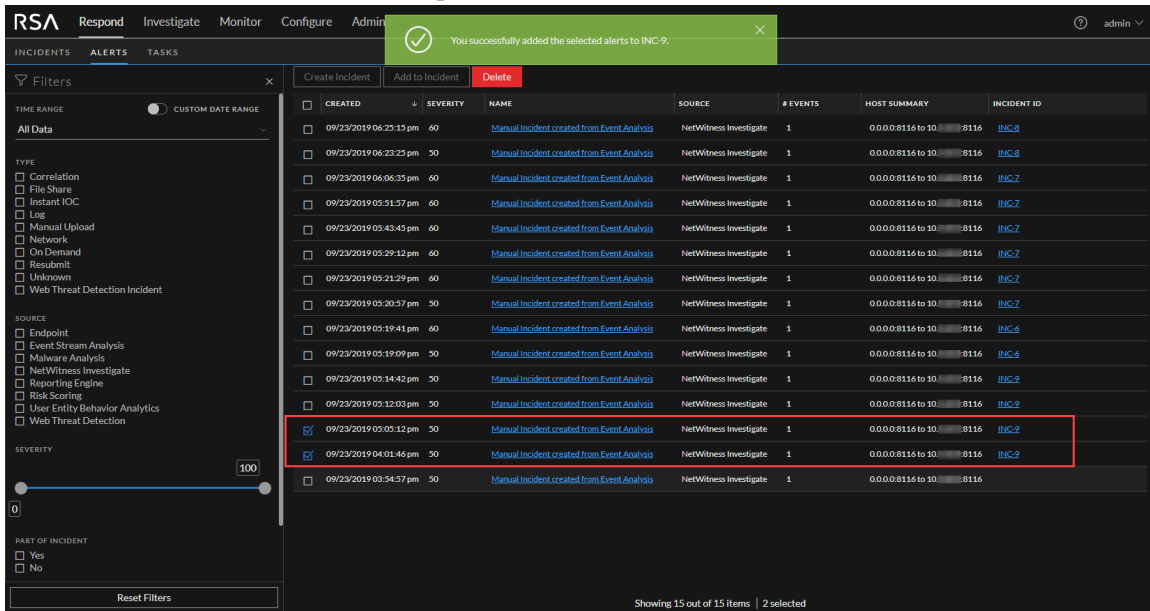 RSA Respond Investigate Monitor Configure Admin admin
You successfully added the selected alerts to INC-9.
INCIDENTS ALERTS TASKS
Filters
Create Incident Add to Incident Delete
TIME RANGE CUSTOM DATE RANGE
All Data
TYPE
Correlation
File Share
Instant IOC
Log
Manual Upload
Network
On Demand
Resubmit
Unknown
Web Threat Detection Incident
SOURCE
Endpoint
Event Stream Analysis
Malware Analysis
NetWitness Investigate
Reporting Engine
Risk Scoring
User Entity Behavior Analytics
Web Threat Detection
SEVERITY
100
0
PART OF INCIDENT
Yes
No
Reset Filters
CREATED SEVERITY NAME SOURCE # EVENTS HOST SUMMARY INCIDENT ID
09/23/2019 06:25:15 pm 60 Manual Incident created from Event Analysis NetWitness Investigate 1 0.0.0.0:8116 to 10. :8116 INC-8
09/23/2019 06:23:25 pm 50 Manual Incident created from Event Analysis NetWitness Investigate 1 0.0.0.0:8116 to 10. :8116 INC-8
09/23/2019 06:06:35 pm 60 Manual Incident created from Event Analysis NetWitness Investigate 1 0.0.0.0:8116 to 10. :8116 INC-7
09/23/2019 05:51:57 pm 60 Manual Incident created from Event Analysis NetWitness Investigate 1 0.0.0.0:8116 to 10. :8116 INC-7
09/23/2019 05:43:45 pm 60 Manual Incident created from Event Analysis NetWitness Investigate 1 0.0.0.0:8116 to 10. :8116 INC-7
09/23/2019 05:29:12 pm 60 Manual Incident created from Event Analysis NetWitness Investigate 1 0.0.0.0:8116 to 10. :8116 INC-7
09/23/2019 05:21:29 pm 60 Manual Incident created from Event Analysis NetWitness Investigate 1 0.0.0.0:8116 to 10. :8116 INC-7
09/23/2019 05:20:57 pm 50 Manual Incident created from Event Analysis NetWitness Investigate 1 0.0.0.0:8116 to 10. :8116 INC-7
09/23/2019 05:19:41 pm 60 Manual Incident created from Event Analysis NetWitness Investigate 1 0.0.0.0:8116 to 10. :8116 INC-6
09/23/2019 05:19:09 pm 50 Manual Incident created from Event Analysis NetWitness Investigate 1 0.0.0.0:8116 to 10. :8116 INC-6
09/23/2019 05:14:42 pm 50 Manual Incident created from Event Analysis NetWitness Investigate 1 0.0.0.0:8116 to 10. :8116 INC-9
09/23/2019 05:12:03 pm 50 Manual Incident created from Event Analysis NetWitness Investigate 1 0.0.0.0:8116 to 10. :8116 INC-9
09/23/2019 05:05:12 pm 50 Manual Incident created from Event Analysis NetWitness Investigate 1 0.0.0.0:8116 to 10. :8116 INC-9
09/23/2019 04:01:46 pm 50 Manual Incident created from Event Analysis NetWitness Investigate 1 0.0.0.0:8116 to 10. :8116 INC-9
09/23/2019 03:54:57 pm 50 Manual Incident created from Event Analysis NetWitness Investigate 1 0.0.0.0:8116 to 10. :8116
Showing 15 out of 15 items | 2 selected